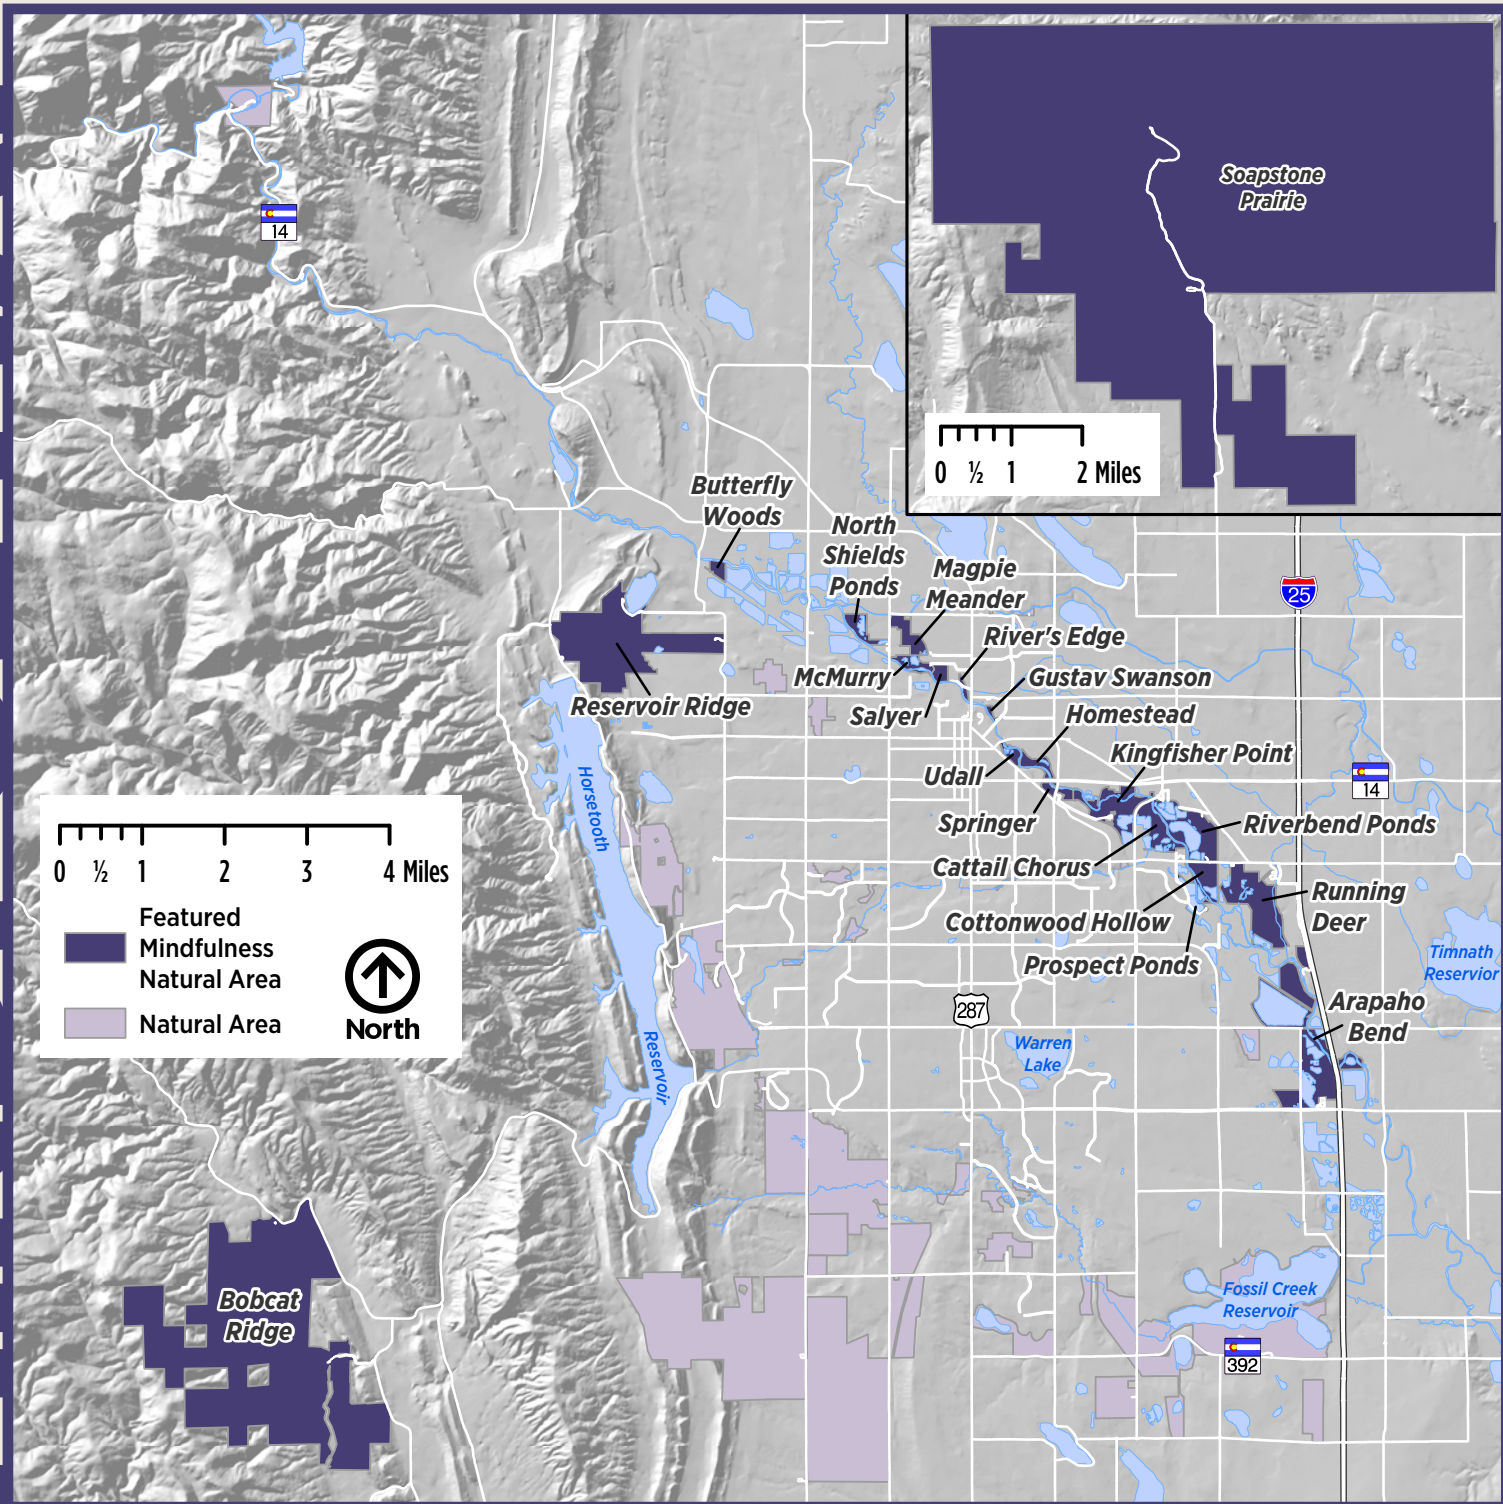 14
Soapstone
Prairie
0 ½ 1 2 Miles
Butterfly
Woods
North
Shields
Ponds
Magpie
Meander
25
River's Edge
McMurry
Gustav Swanson
Reservoir Ridge
Salyer
Homestead
Kingfisher Point
Udall
14
Horsetooth
Springer
Riverbend Ponds
0 ½ 1 2 3 4 Miles
Cattail Chorus
Featured
Mindfulness
Natural Area
Running
Deer
Cottonwood Hollow
Prospect Ponds
Timnath
Reservior
Natural Area
North
287
Arapaho
Bend
Warren
Lake
Reservoir
Bobcat
Ridge
Fossil Creek
Reservoir
392